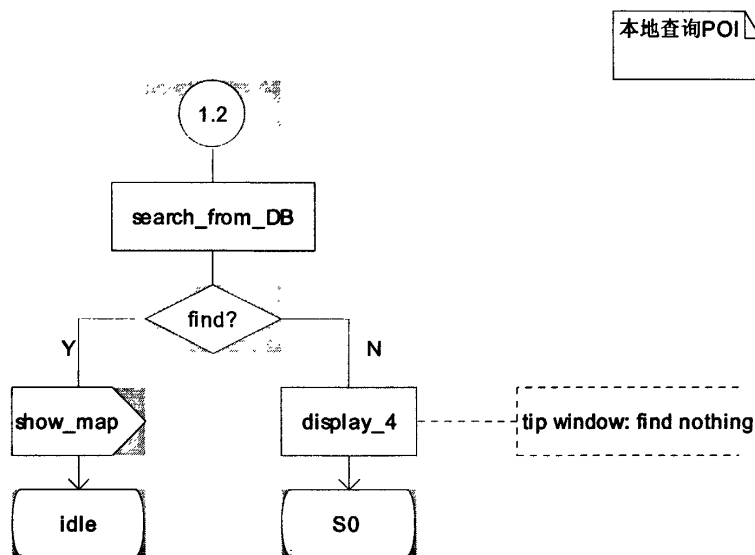 本地查询POI
1.2
search_from_DB
find?
Y
N
show_map
display_4
tip window: find nothing
idle
S0